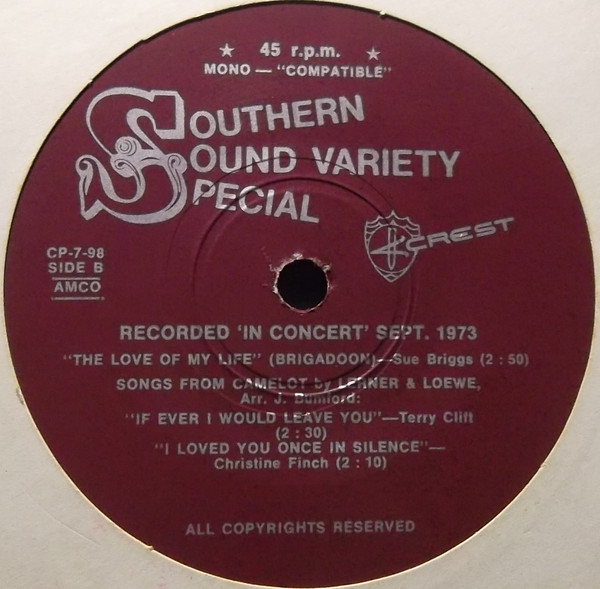 ★ 45 r.p.m. ★
MONO — "COMPATIBLE"
SOUTHERN
SOUND VARIETY
SPECIAL
CREST
CP-7-98
SIDE B
AMCO
RECORDED 'IN CONCERT' SEPT. 1973
"THE LOVE OF MY LIFE" (BRIGADOON)—Sue Briggs (2 : 50)
SONGS FROM CAMELOT by LERNER & LOEWE,
Arr. J. Bumford:
"IF EVER I WOULD LEAVE YOU"—Terry Clift
(2 : 30)
"I LOVED YOU ONCE IN SILENCE"—
Christine Finch (2 : 10)
ALL COPYRIGHTS RESERVED